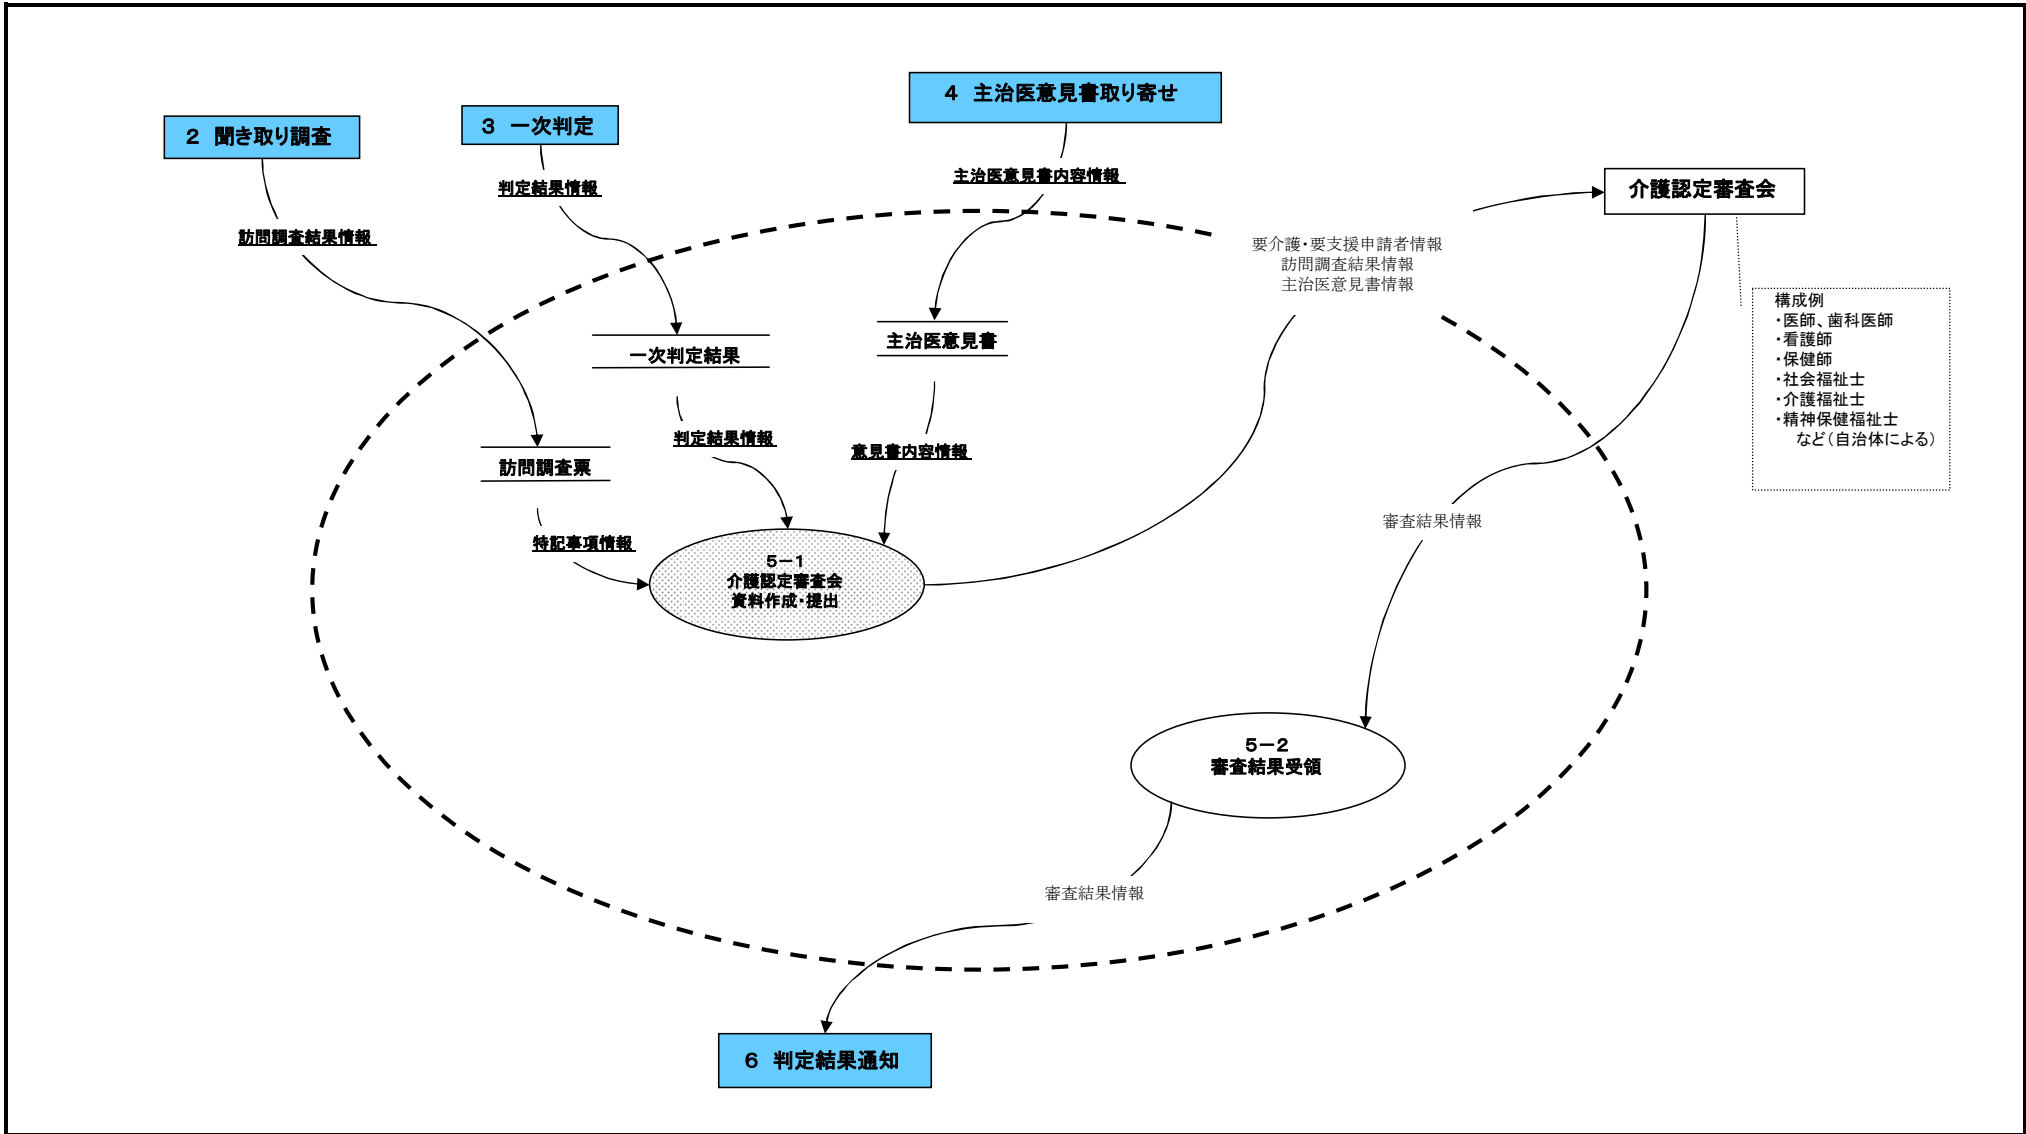 4 主治医意見書取り寄せ
3 一次判定
2 聞き取り調査
主治医意見書内容情報
判定結果情報
介護認定審査会
訪問調査結果情報
要介護・要支援申請者情報
訪問調査結果情報
主治医意見書情報
構成例
・医師、歯科医師
・看護師
・保健師
・社会福祉士
・介護福祉士
・精神保健福祉士
など（自治体による）
主治医意見書
一次判定結果
判定結果情報
意見書内容情報
訪問調査票
審査結果情報
特記事項情報
5－1
介護認定審査会
資料作成・提出
5－2
審査結果受領
審査結果情報
6 判定結果通知